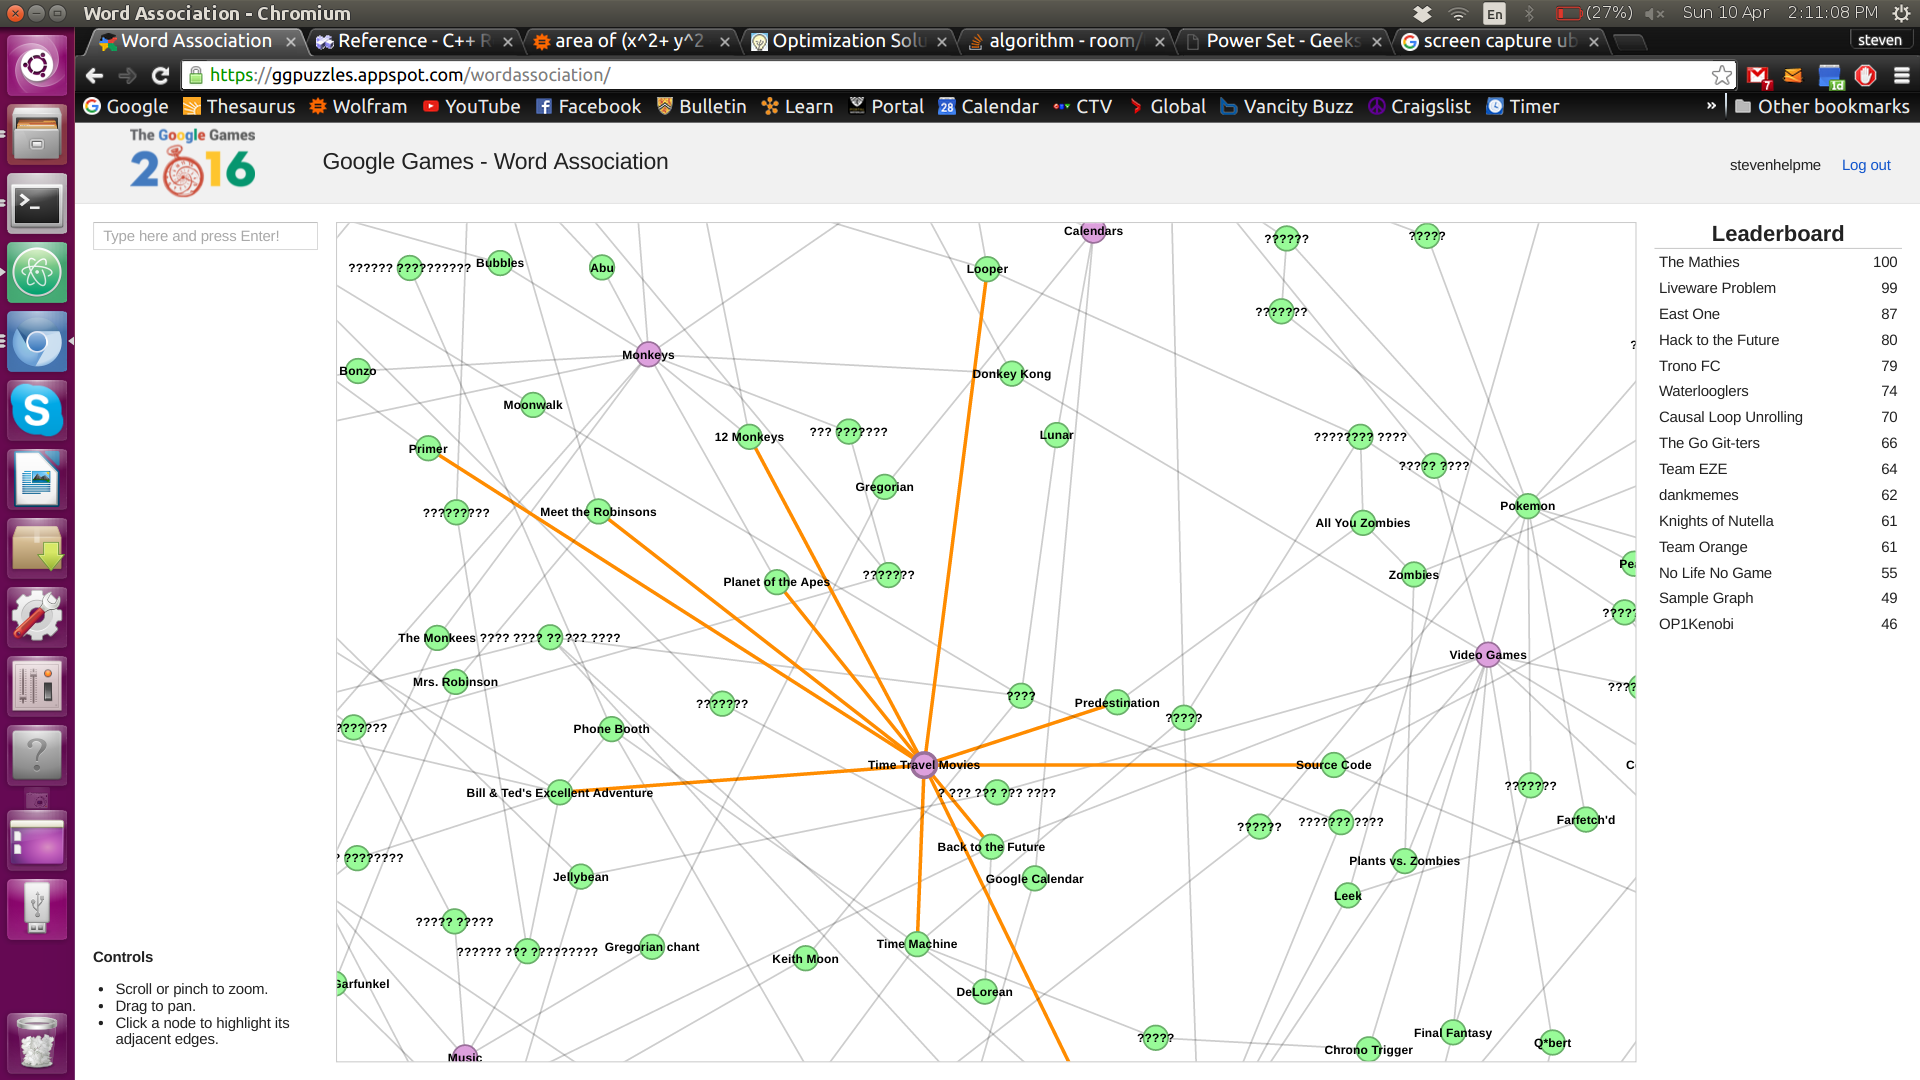 Word Association - Chromium
En
(27%)
Sun 10 Apr
2:11:08 PM
Word Association
Reference - C++ R
area of (x^2+ y^2
Optimization Solu
algorithm - room/
Power Set - Geeks
screen capture ub
steven
https://ggpuzzles.appspot.com/wordassociation/
7
1d
Google
Thesaurus
Wolfram
YouTube
Facebook
Bulletin
Learn
Portal
28 Calendar
CTV
Global
Vancity Buzz
Craigslist
Timer
»
Other bookmarks
The Google Games
2016
Google Games - Word Association
stevenhelpme
Log out
Type here and press Enter!
Calendars
?????? ??????????
Bubbles
Abu
Looper
??????
?????
???????
Monkeys
Bonzo
Donkey Kong
Moonwalk
Primer
12 Monkeys
??? ???????
Lunar
???????? ????
????? ????
Gregorian
Pokemon
?????????
Meet the Robinsons
All You Zombies
Planet of the Apes
???????
Zombies
Pea
The Monkees
???? ???? ?? ??? ????
?????
Video Games
Mrs. Robinson
???????
????
Predestination
?????
????
???????
Phone Booth
Time Travel Movies
Source Code
C
Bill & Ted's Excellent Adventure
? ??? ??? ??? ????
???????
??????
??????? ????
Farfetch'd
Back to the Future
? ????????
Plants vs. Zombies
Jellybean
Google Calendar
Leek
????? ?????
?????? ??? ?????????
Gregorian chant
Time Machine
Keith Moon
Garfunkel
DeLorean
?????
Final Fantasy
Chrono Trigger
Q*bert
Music
Leaderboard
The Mathies 100
Liveware Problem 99
East One 87
Hack to the Future 80
Trono FC 79
Waterlooglers 74
Causal Loop Unrolling 70
The Go Git-ters 66
Team EZE 64
dankmemes 62
Knights of Nutella 61
Team Orange 61
No Life No Game 55
Sample Graph 49
OP1Kenobi 46
Controls
Scroll or pinch to zoom.
Drag to pan.
Click a node to highlight its
adjacent edges.